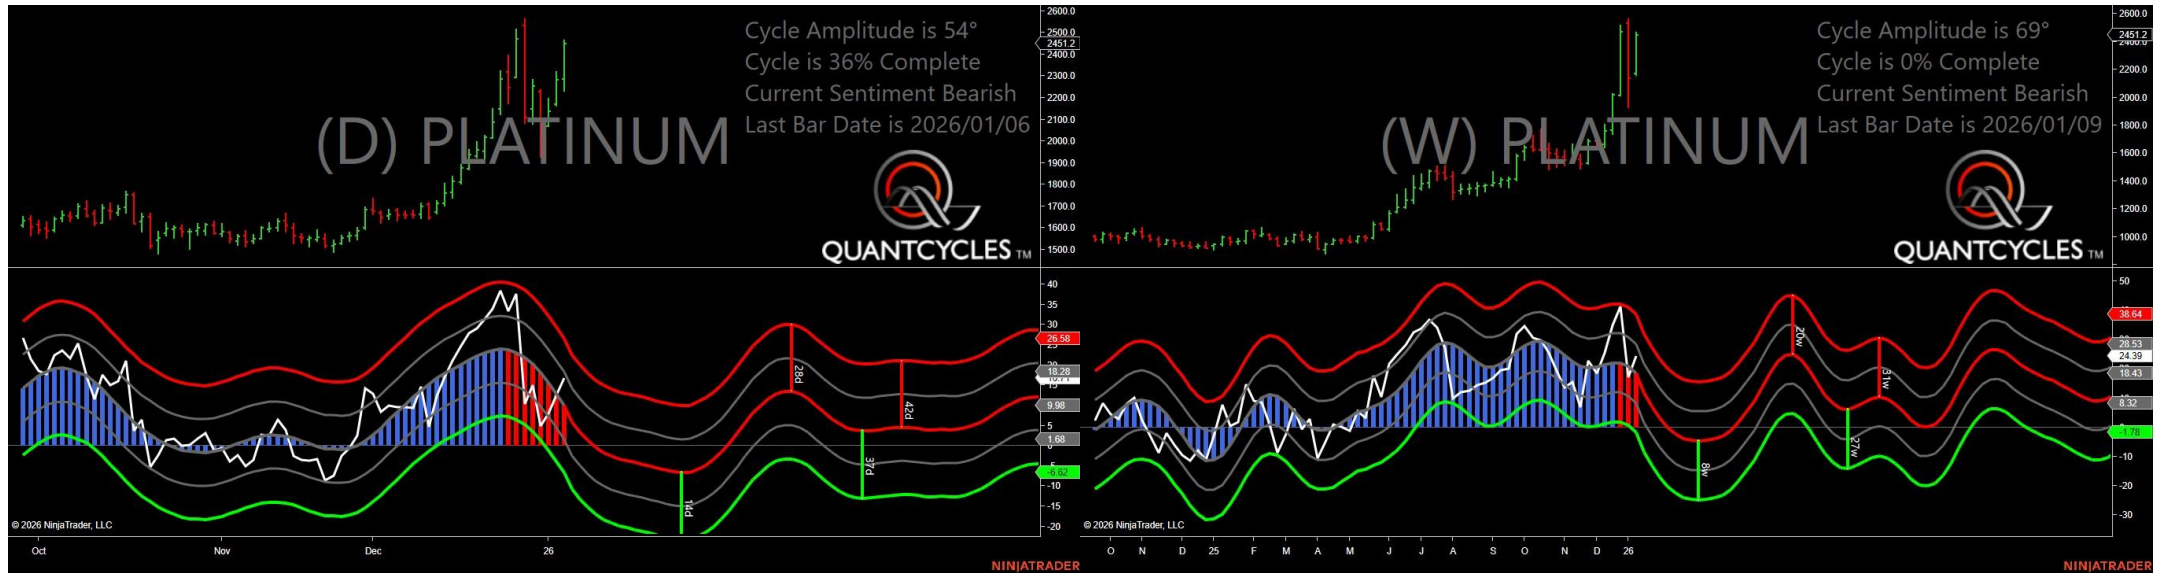 Cycle Amplitude is 54°
Cycle is 36% Complete
Current Sentiment Bearish
Last Bar Date is 2026/01/06
(D) PLATINUM
QUANTCYCLES TM
2600.0
2500.0
2451.2
2400.0
2300.0
2200.0
2100.0
2000.0
1900.0
1800.0
1700.0
1600.0
1500.0
40
35
30
26.58
25
20
18.28
15
9.98
5
1.68
-6.62
-10
-15
-20
28d
42d
37d
14d
© 2026 NinjaTrader, LLC
Oct Nov Dec 26
NINJATRADER
Cycle Amplitude is 69°
Cycle is 0% Complete
Current Sentiment Bearish
Last Bar Date is 2026/01/09
(W) PLATINUM
QUANTCYCLES TM
2600.0
2451.2
2200.0
2000.0
1800.0
1600.0
1400.0
1200.0
1000.0
50
38.64
28.53
24.39
18.43
8.32
-1.78
-10
-20
-30
20w
31w
27w
8w
© 2026 NinjaTrader, LLC
O N D 25 F M A M J J A S O N D 26
NINJATRADER